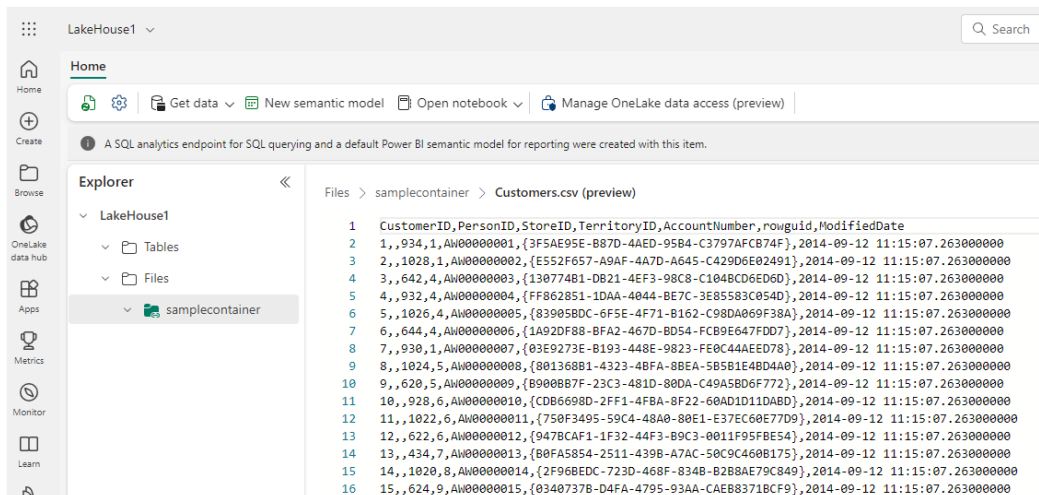 LakeHouse1
Search
Home
Home
Get data
New semantic model
Open notebook
Manage OneLake data access (preview)
Create
A SQL analytics endpoint for SQL querying and a default Power BI semantic model for reporting were created with this item.
Browse
OneLake
data hub
Apps
Metrics
Monitor
Learn
Explorer
LakeHouse1
Tables
Files
samplecontainer
Files > samplecontainer > Customers.csv (preview)
1 CustomerID,PersonID,StoreID,TerritoryID,AccountNumber,rowguid,ModifiedDate
2 1,,934,1,AW00000001,{3F5AE95E-B87D-4AED-95B4-C3797AFCB74F},2014-09-12 11:15:07.263000000
3 2,,1028,1,AW00000002,{E552F657-A9AF-4A7D-A645-C429D6E02491},2014-09-12 11:15:07.263000000
4 3,,642,4,AW00000003,{130774B1-DB21-4EF3-98C8-C104BCD6ED6D},2014-09-12 11:15:07.263000000
5 4,,932,4,AW00000004,{FF862851-1DAA-4044-BE7C-3E85583C054D},2014-09-12 11:15:07.263000000
6 5,,1026,4,AW00000005,{83905BDC-6F5E-4F71-B162-C98DA069F38A},2014-09-12 11:15:07.263000000
7 6,,644,4,AW00000006,{1A92DF88-BFA2-467D-BD54-FCB9E647FDD7},2014-09-12 11:15:07.263000000
8 7,,930,1,AW00000007,{03E9273E-B193-448E-9823-FE0C44AEED78},2014-09-12 11:15:07.263000000
9 8,,1024,5,AW00000008,{801368B1-4323-4BFA-8BEA-5B5B1E4BD4A0},2014-09-12 11:15:07.263000000
10 9,,620,5,AW00000009,{B900BB7F-23C3-481D-80DA-C49A5BD6F772},2014-09-12 11:15:07.263000000
11 10,,928,6,AW00000010,{CDB6698D-2FF1-4FBA-8F22-60AD1D11DABD},2014-09-12 11:15:07.263000000
12 11,,1022,6,AW00000011,{750F3495-59C4-48A0-80E1-E37EC60E77D9},2014-09-12 11:15:07.263000000
13 12,,622,6,AW00000012,{947BCAF1-1F32-44F3-B9C3-0011F95FBE54},2014-09-12 11:15:07.263000000
14 13,,434,7,AW00000013,{B0FA5854-2511-439B-A7AC-50C9C460B175},2014-09-12 11:15:07.263000000
15 14,,1020,8,AW00000014,{2F96BEDC-723D-468F-834B-B2B8AE79C849},2014-09-12 11:15:07.263000000
16 15,,624,9,AW00000015,{0340737B-D4FA-4795-93AA-CAEB8371BCF9},2014-09-12 11:15:07.263000000